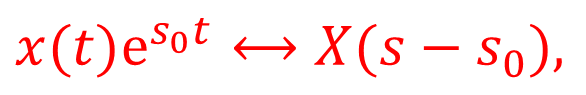 x(t)e^{s_0 t} ⟷ X(s − s_0),